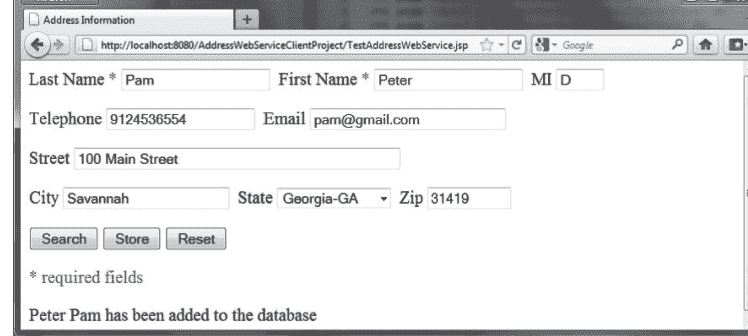 Address Information
http://localhost:8080/AddressWebServiceClientProject/TestAddressWebService.jsp Google
Last Name * Pam First Name * Peter MI D
Telephone 9124536554 Email pam@gmail.com
Street 100 Main Street
City Savannah State Georgia-GA Zip 31419
Search Store Reset
* required fields
Peter Pam has been added to the database